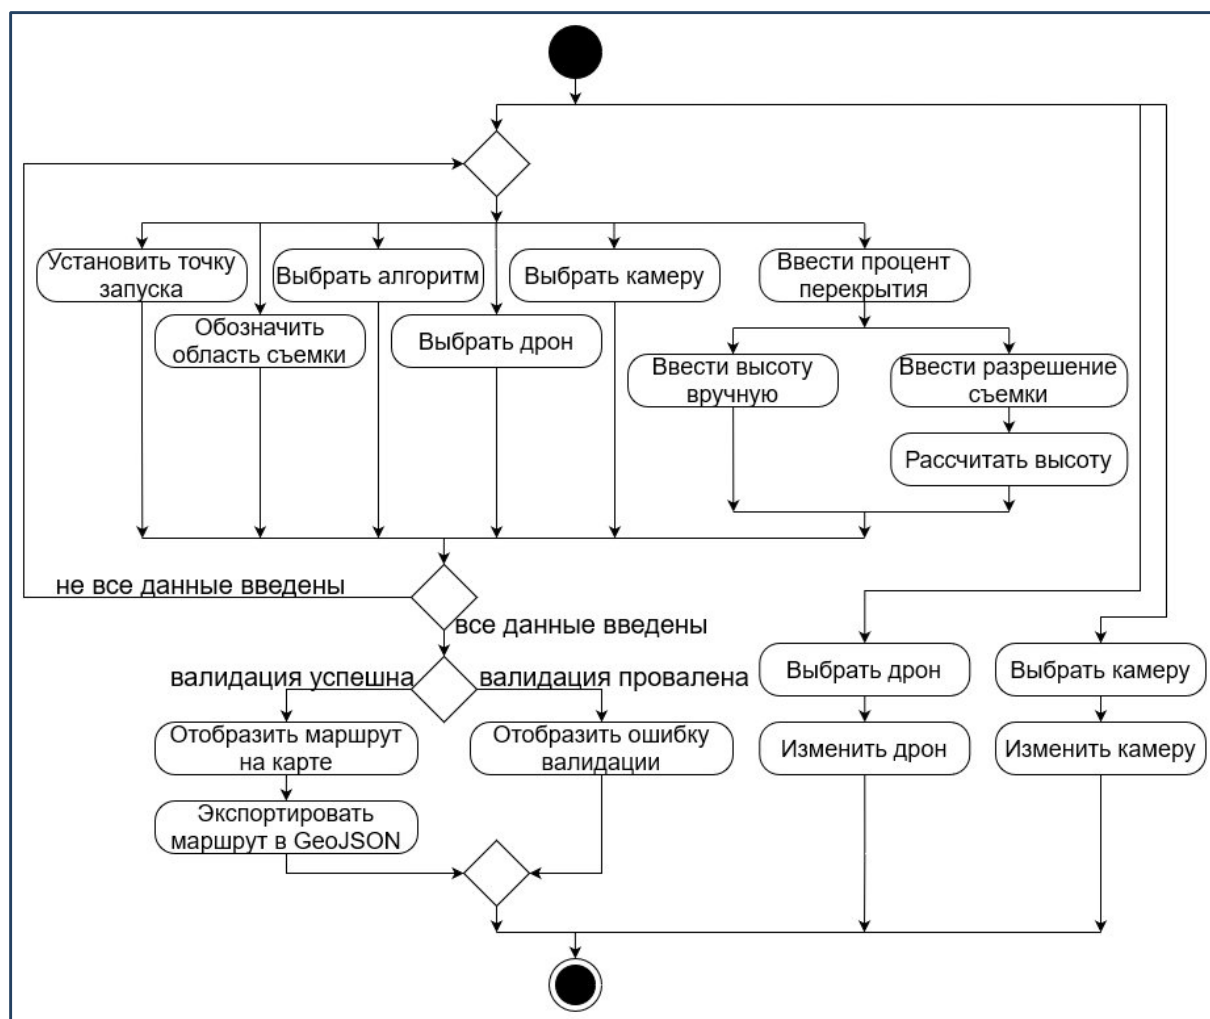 Установить точку
запуска
Обозначить
область съемки
Выбрать алгоритм
Выбрать дрон
Выбрать камеру
Ввести процент
перекрытия
Ввести высоту
вручную
Ввести разрешение
съемки
Рассчитать высоту
не все данные введены
все данные введены
валидация успешна
валидация провалена
Отобразить маршрут
на карте
Экспортировать
маршрут в GeoJSON
Отобразить ошибку
валидации
Выбрать дрон
Изменить дрон
Выбрать камеру
Изменить камеру